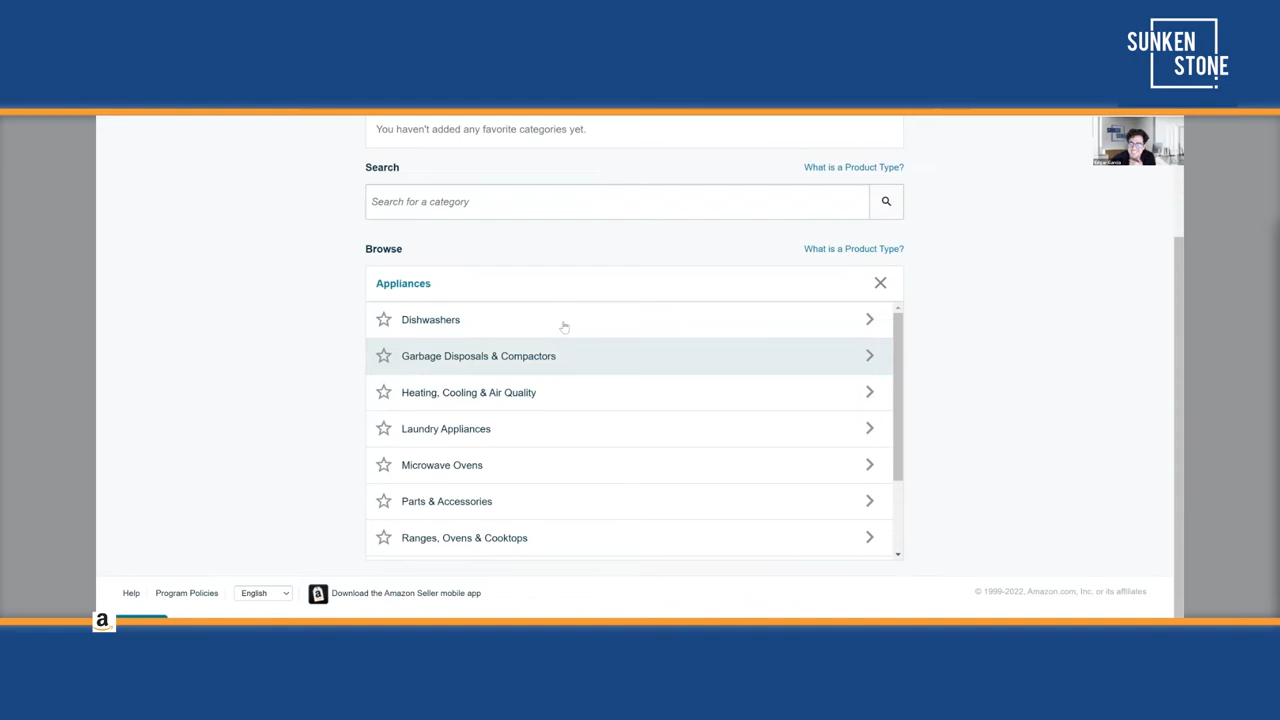 SUNKEN
STONE
You haven't added any favorite categories yet.
Search
What is a Product Type?
Search for a category
Browse
What is a Product Type?
Appliances
Dishwashers
Garbage Disposals & Compactors
Heating, Cooling & Air Quality
Laundry Appliances
Microwave Ovens
Parts & Accessories
Ranges, Ovens & Cooktops
Help
Program Policies
English
Download the Amazon Seller mobile app
© 1999-2022, Amazon.com, Inc. or its affiliates
a
Edgar Garcia